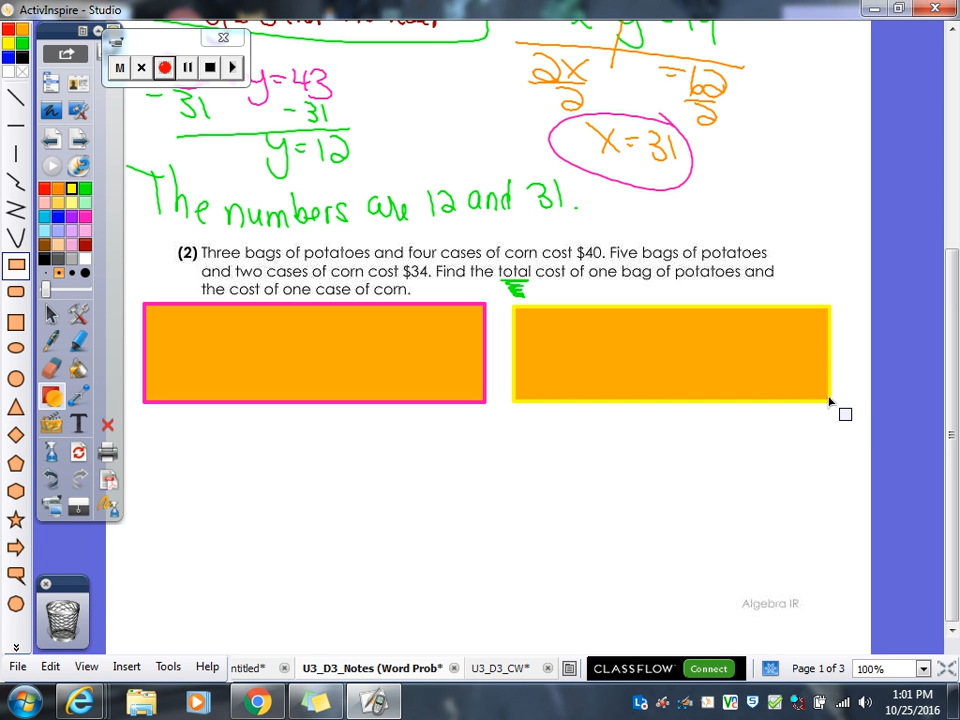 ActivInspire - Studio
M
y = 43
- 31 - 31
y = 12
2x = 62
2 2
x = 31
The numbers are 12 and 31.
(2) Three bags of potatoes and four cases of corn cost $40. Five bags of potatoes
and two cases of corn cost $34. Find the total cost of one bag of potatoes and
the cost of one case of corn.
Algebra IR
File Edit View Insert Tools Help
ntitled* U3_D3_Notes (Word Prob* U3_D3_CW*
CLASSFLOW Connect
Page 1 of 3 100%
1:01 PM
10/25/2016